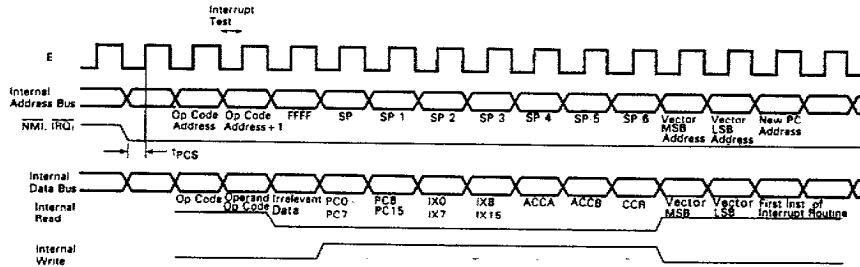 Interrupt
Test
E
Internal
Address Bus
Op Code
Address
Op Code
Address + 1
FFFF
SP
SP 1
SP 2
SP 3
SP 4
SP 5
SP 6
Vector
MSB
Address
Vector
LSB
Address
New PC
Address
NMI, IRQ1
tPCS
Internal
Data Bus
Op Code
Operand
Op Code
Irrelevant
Data
PC0
PC7
PC8
PC15
IX0
IX7
IX8
IX15
ACCA
ACCB
CCR
Vector
MSB
Vector
LSB
First Inst of
Interrupt Routine
Internal
Read
Internal
Write